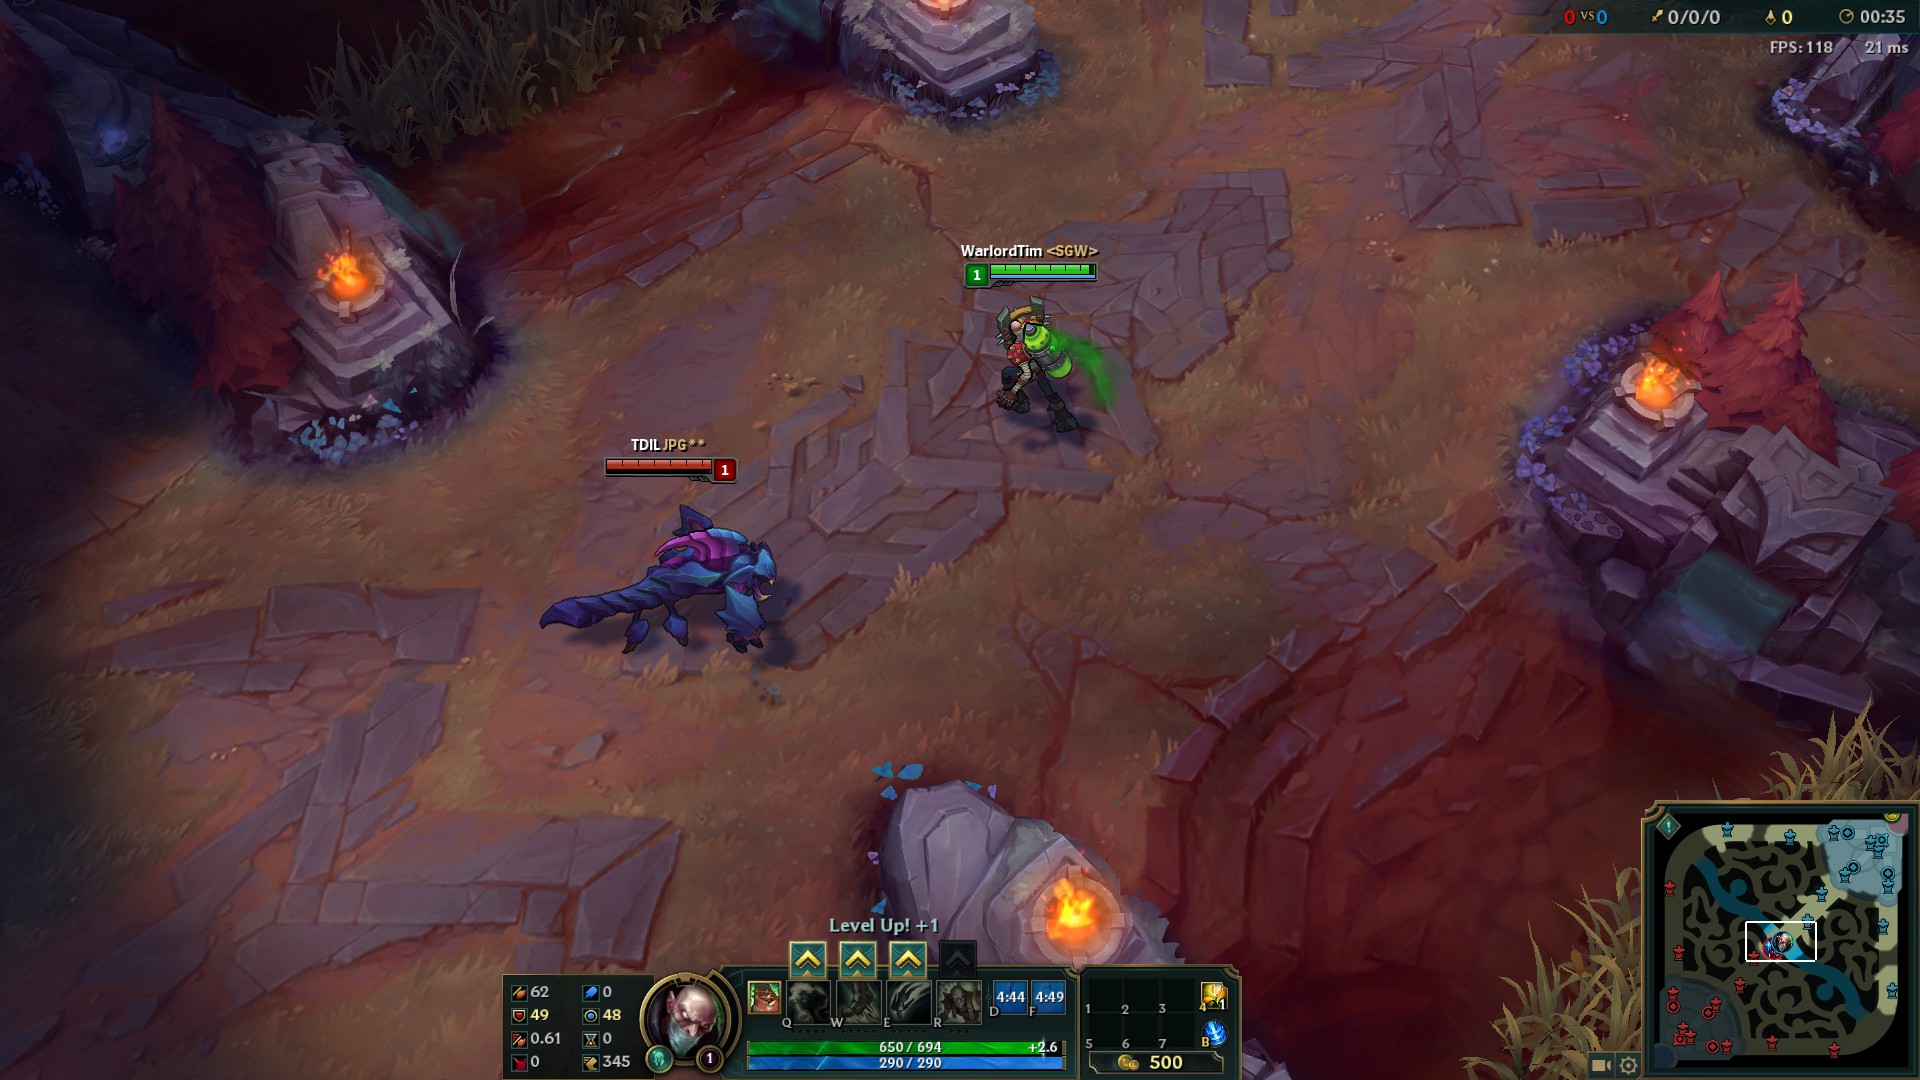 0 VS 0 0/0/0 0 00:35
FPS: 118 21 ms
WarlordTim <SGW>
1
TDIL JPG**
1
Level Up! +1
62 0
49 48
0.61 0
0 345
1
Q W E R
4:44 4:49
D F
650 / 694 +2.6
290 / 290
1 2 3 4 1
5 6 7 B
500